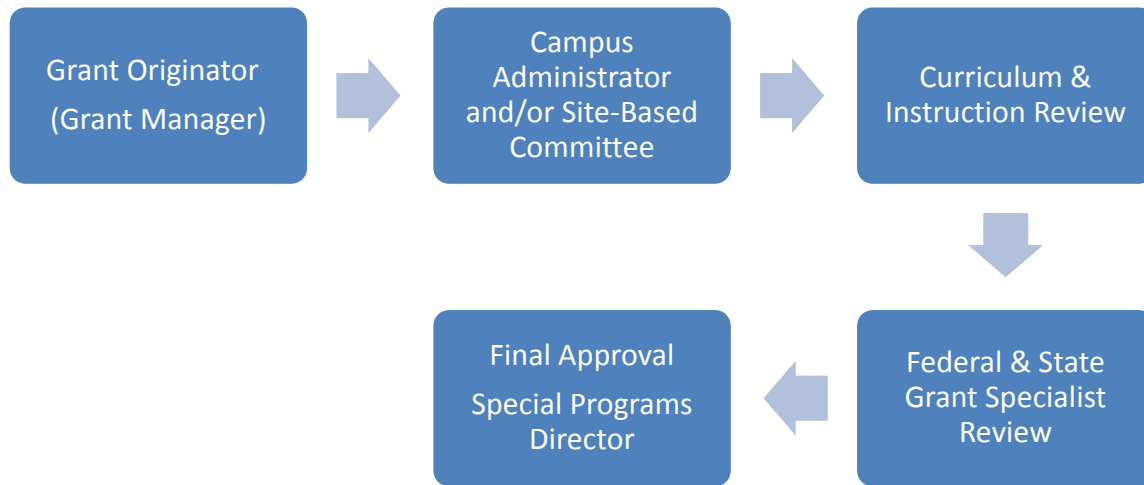 Grant Originator
(Grant Manager)
Campus
Administrator
and/or Site-Based
Committee
Curriculum &
Instruction Review
Federal & State
Grant Specialist
Review
Final Approval
Special Programs
Director